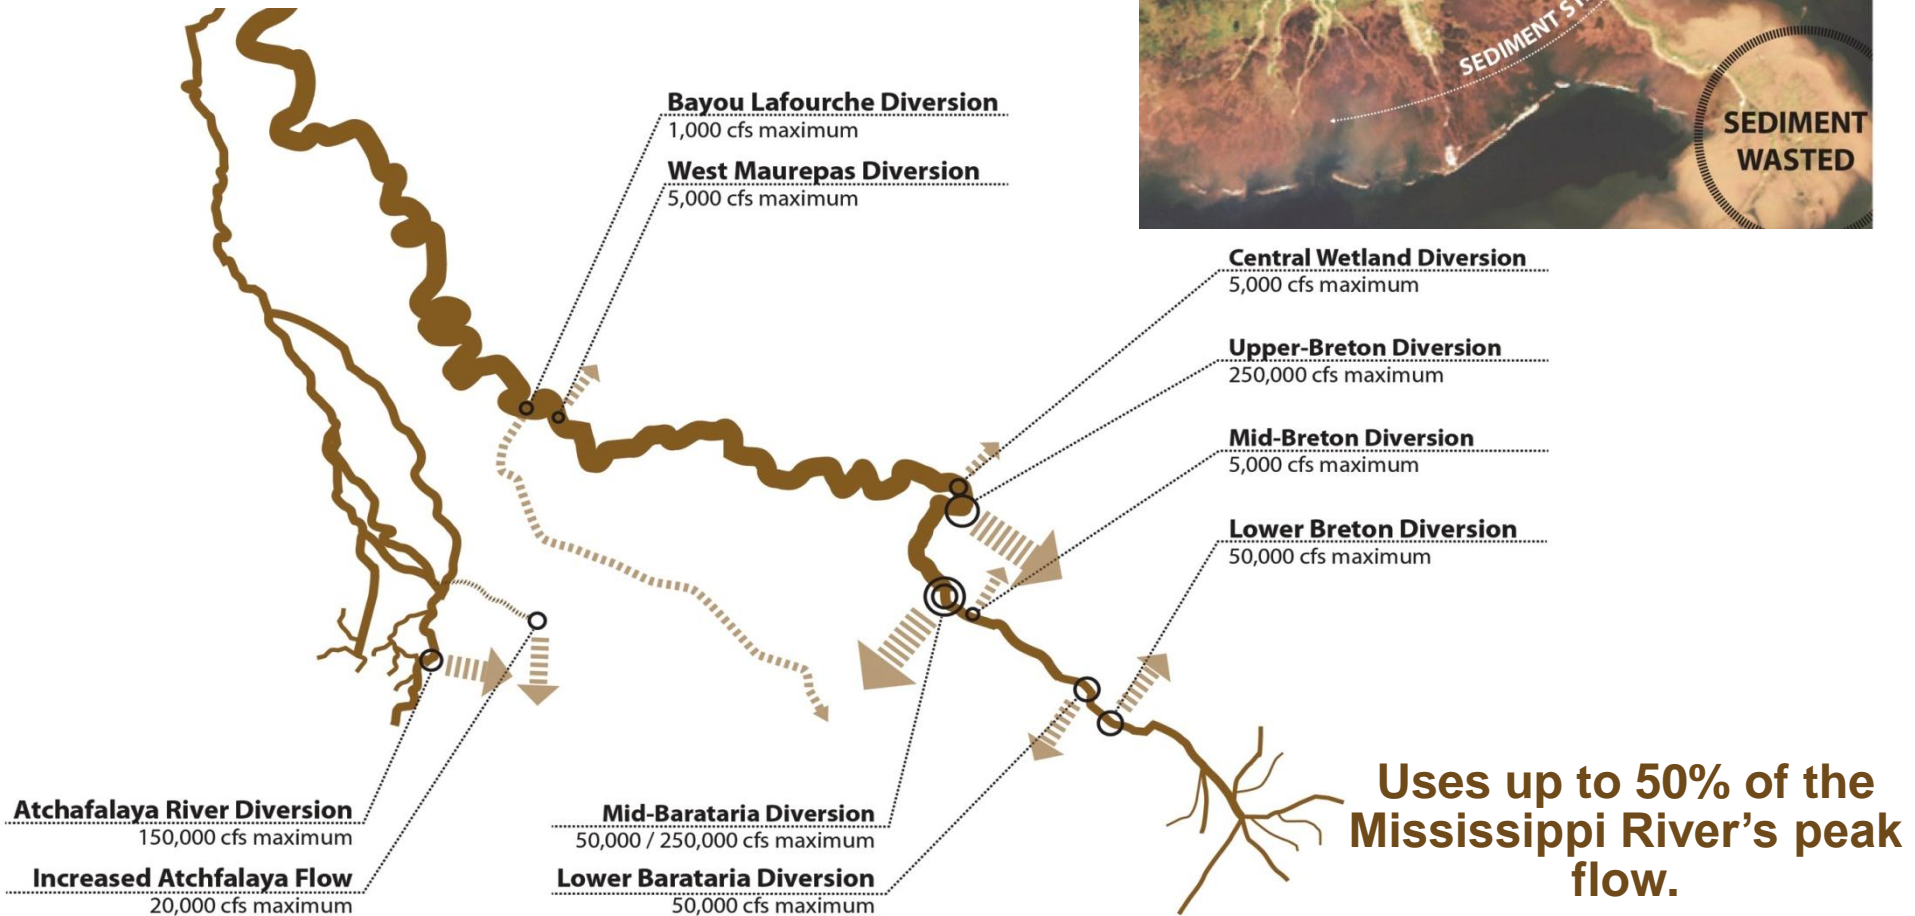 SEDIMENT
SEDIMENT
WASTED
Bayou Lafourche Diversion
1,000 cfs maximum
West Maurepas Diversion
5,000 cfs maximum
Central Wetland Diversion
5,000 cfs maximum
Upper-Breton Diversion
250,000 cfs maximum
Mid-Breton Diversion
5,000 cfs maximum
Lower Breton Diversion
50,000 cfs maximum
Atchafalaya River Diversion
150,000 cfs maximum
Increased Atchfalaya Flow
20,000 cfs maximum
Mid-Barataria Diversion
50,000 / 250,000 cfs maximum
Lower Barataria Diversion
50,000 cfs maximum
Uses up to 50% of the
Mississippi River’s peak
flow.